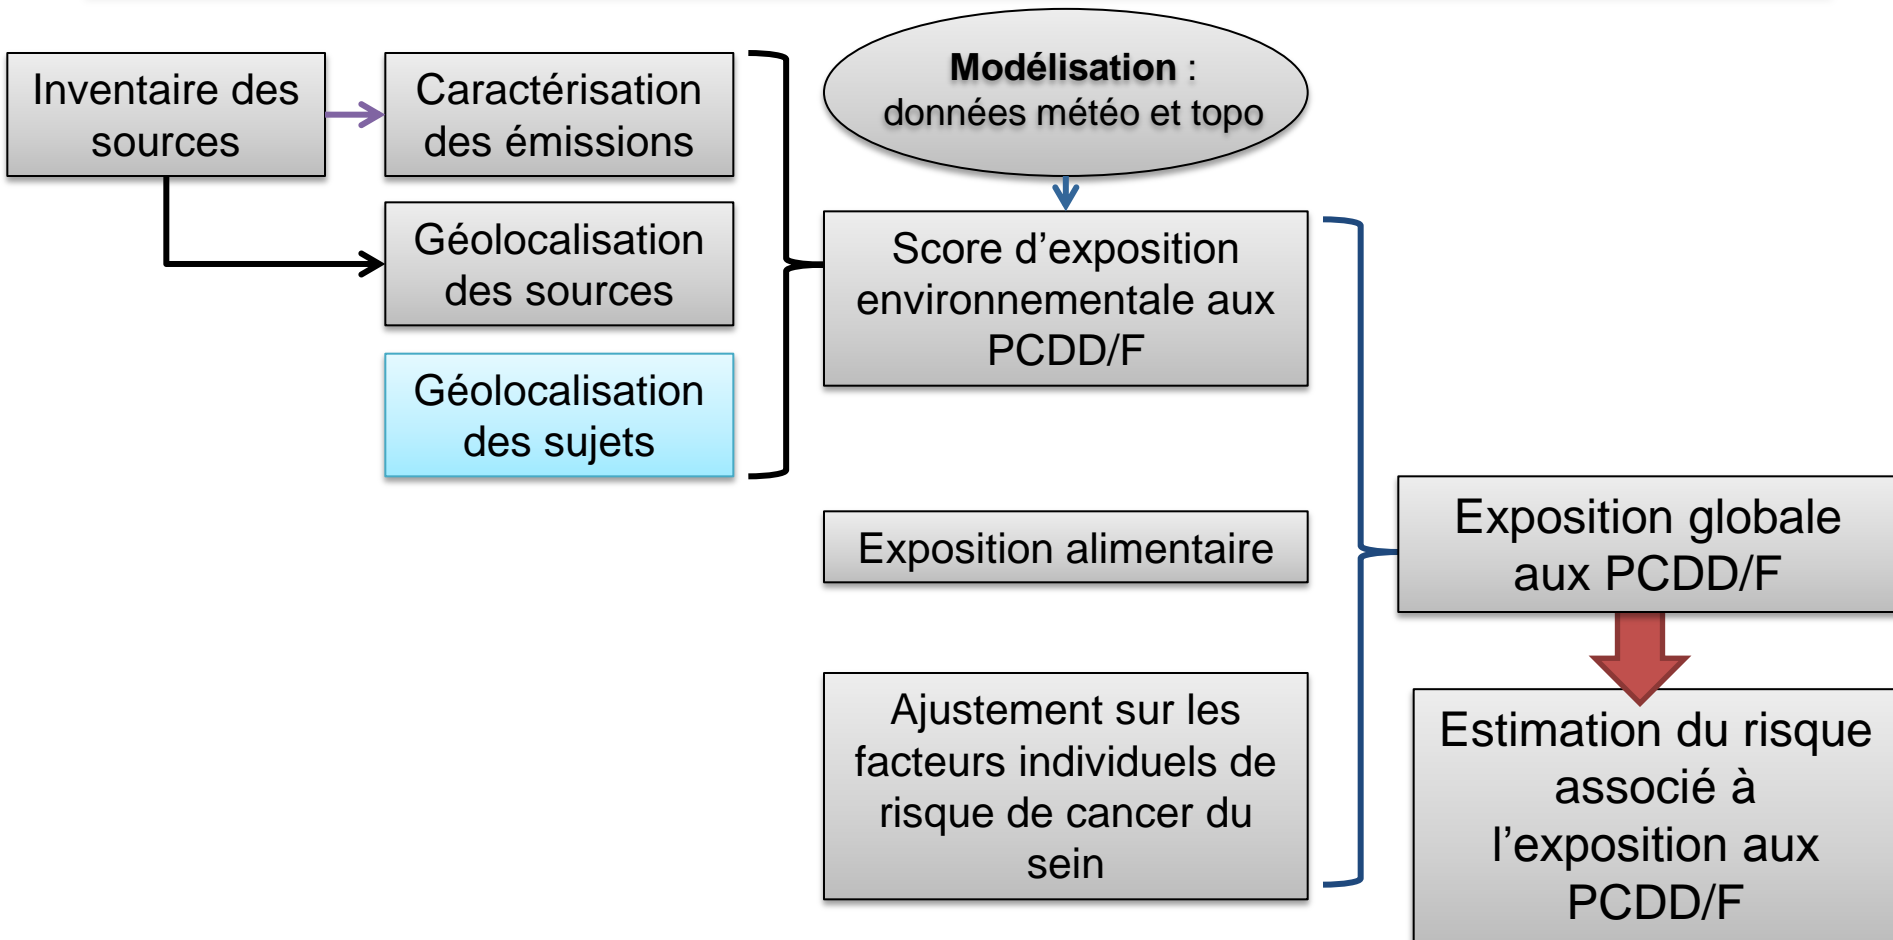 Inventaire des
sources
Caractérisation
des émissions
Géolocalisation
des sources
Géolocalisation
des sujets
Modélisation :
données météo et topo
Score d’exposition
environnementale aux
PCDD/F
Exposition alimentaire
Ajustement sur les
facteurs individuels de
risque de cancer du
sein
Exposition globale
aux PCDD/F
Estimation du risque
associé à
l’exposition aux
PCDD/F